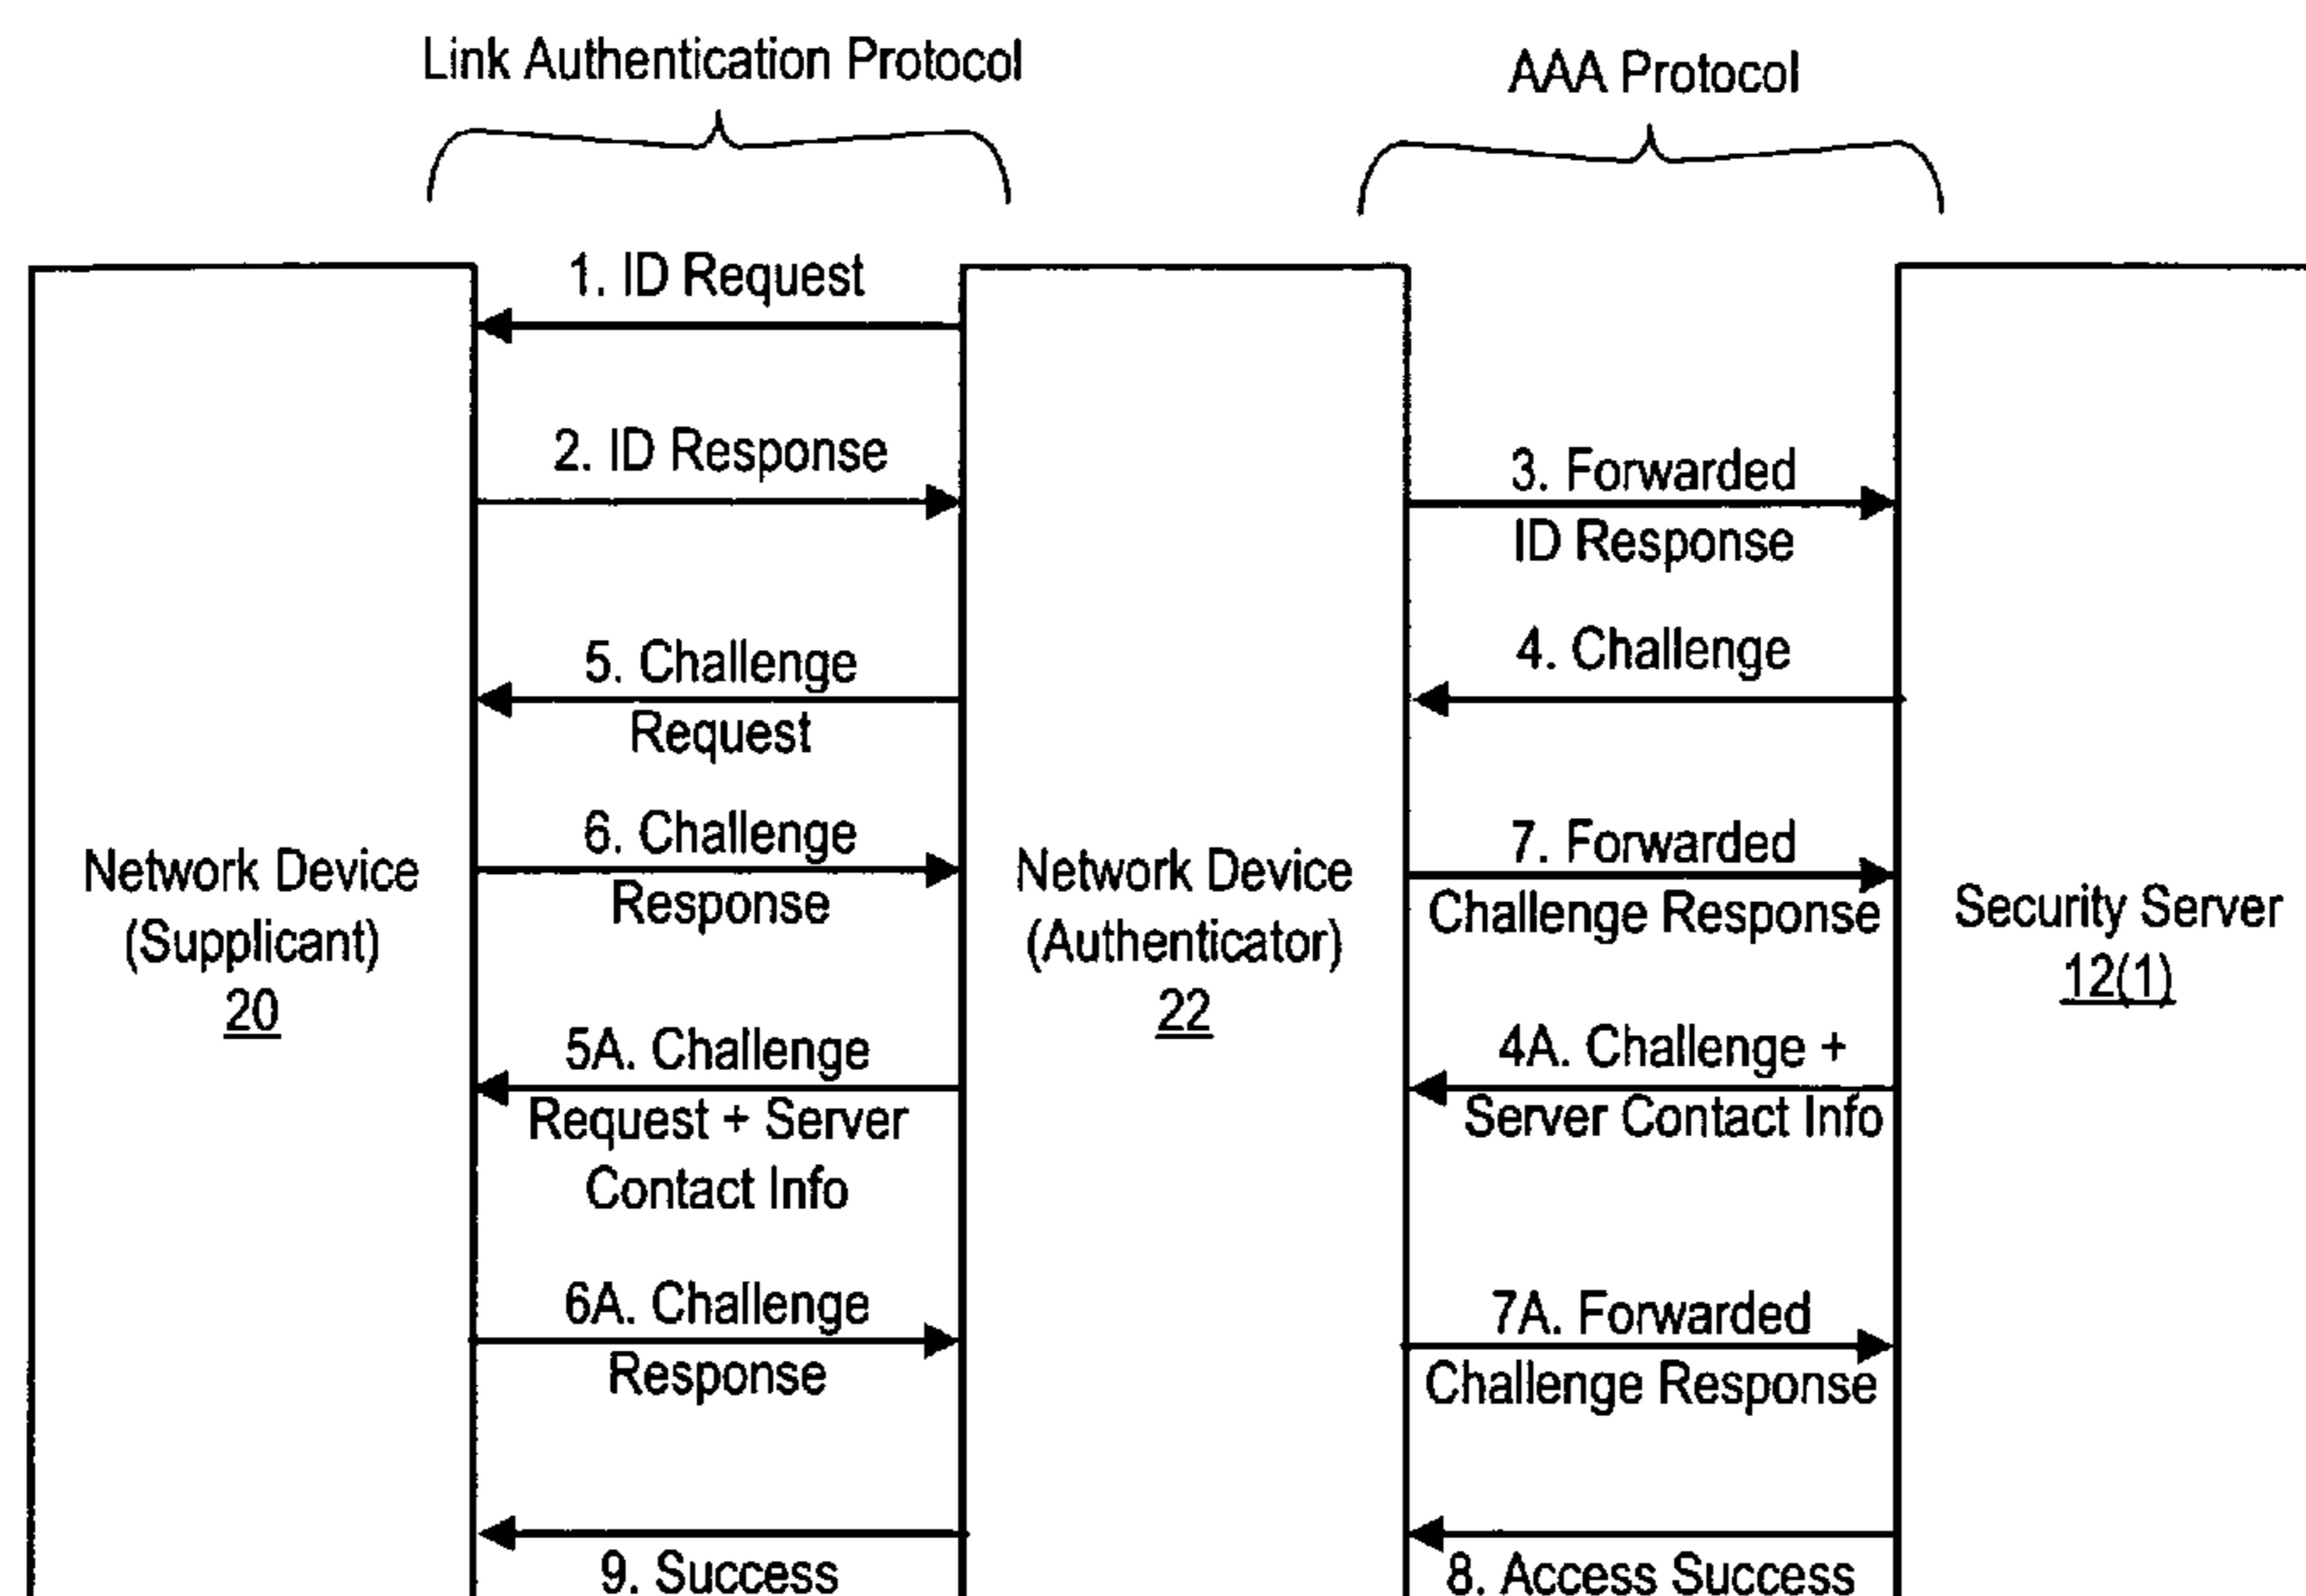 Link Authentication Protocol
AAA Protocol
1. ID Request
2. ID Response
3. Forwarded
ID Response
5. Challenge
Request
4. Challenge
6. Challenge
Response
7. Forwarded
Challenge Response
Network Device
(Supplicant)
20
Network Device
(Authenticator)
22
Security Server
12(1)
5A. Challenge
Request + Server
Contact Info
4A. Challenge +
Server Contact Info
6A. Challenge
Response
7A. Forwarded
Challenge Response
9. Success
8. Access Success